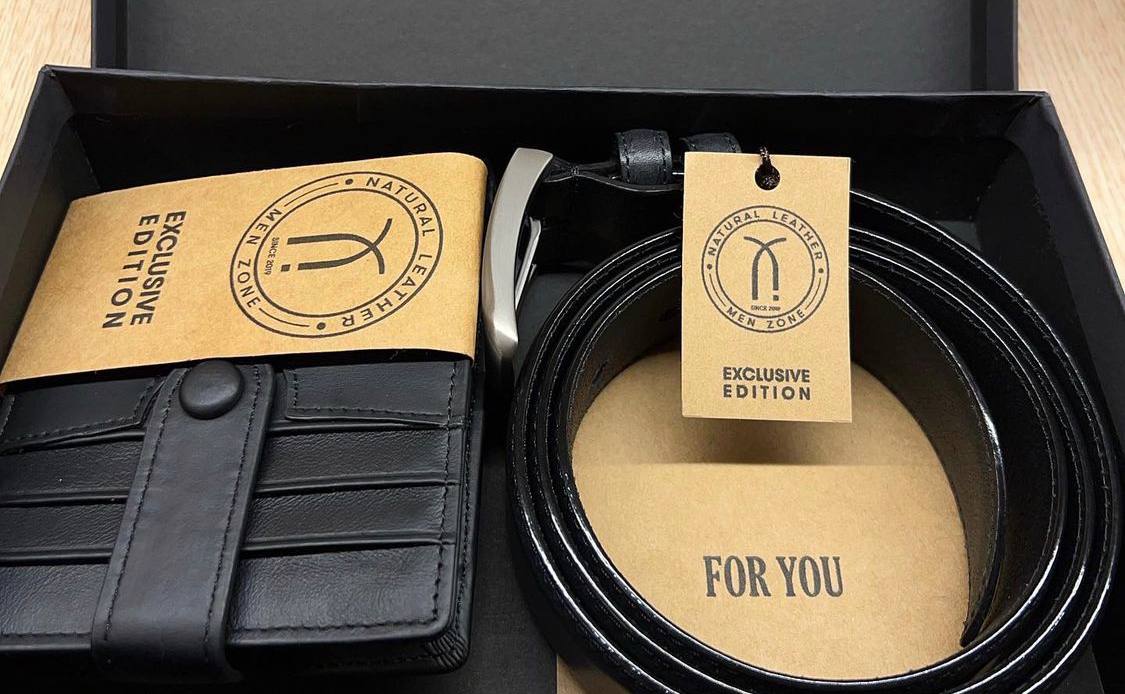 NATURAL LEATHER
SINCE 2019
MEN ZONE
EXCLUSIVE
EDITION
NATURAL LEATHER
SINCE 2019
MEN ZONE
EXCLUSIVE
EDITION
FOR YOU